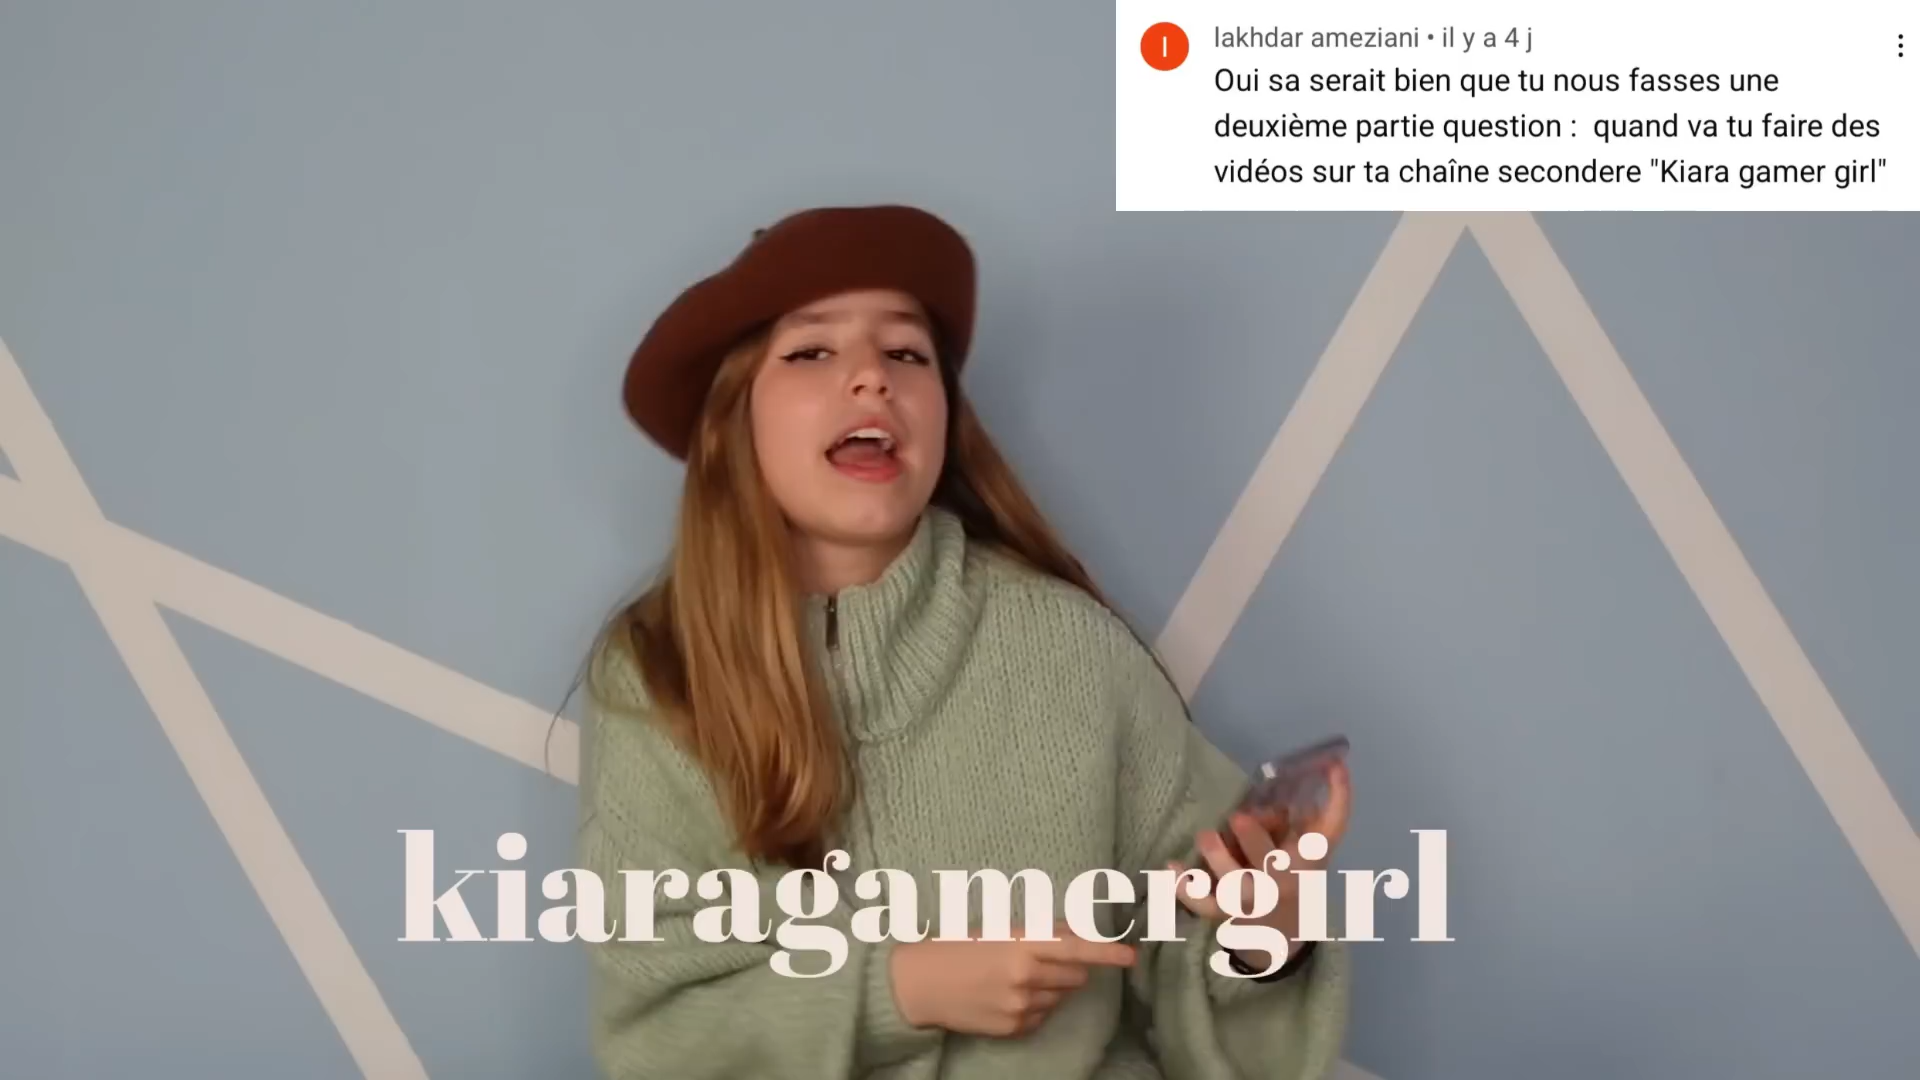 lakhdar ameziani • il y a 4 j
Oui sa serait bien que tu nous fasses une
deuxième partie question :  quand va tu faire des
vidéos sur ta chaîne secondere "Kiara gamer girl"
kiaragamergirl